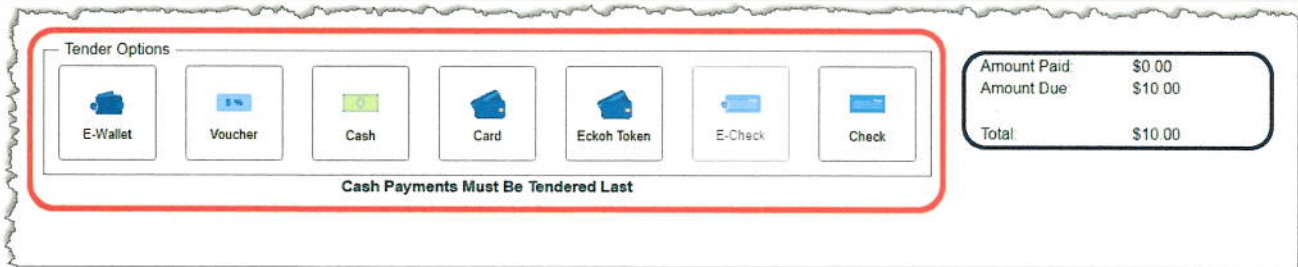 Tender Options
E-Wallet
Voucher
Cash
Card
Eckoh Token
E-Check
Check
Cash Payments Must Be Tendered Last
Amount Paid: $0.00
Amount Due: $10.00
Total: $10.00